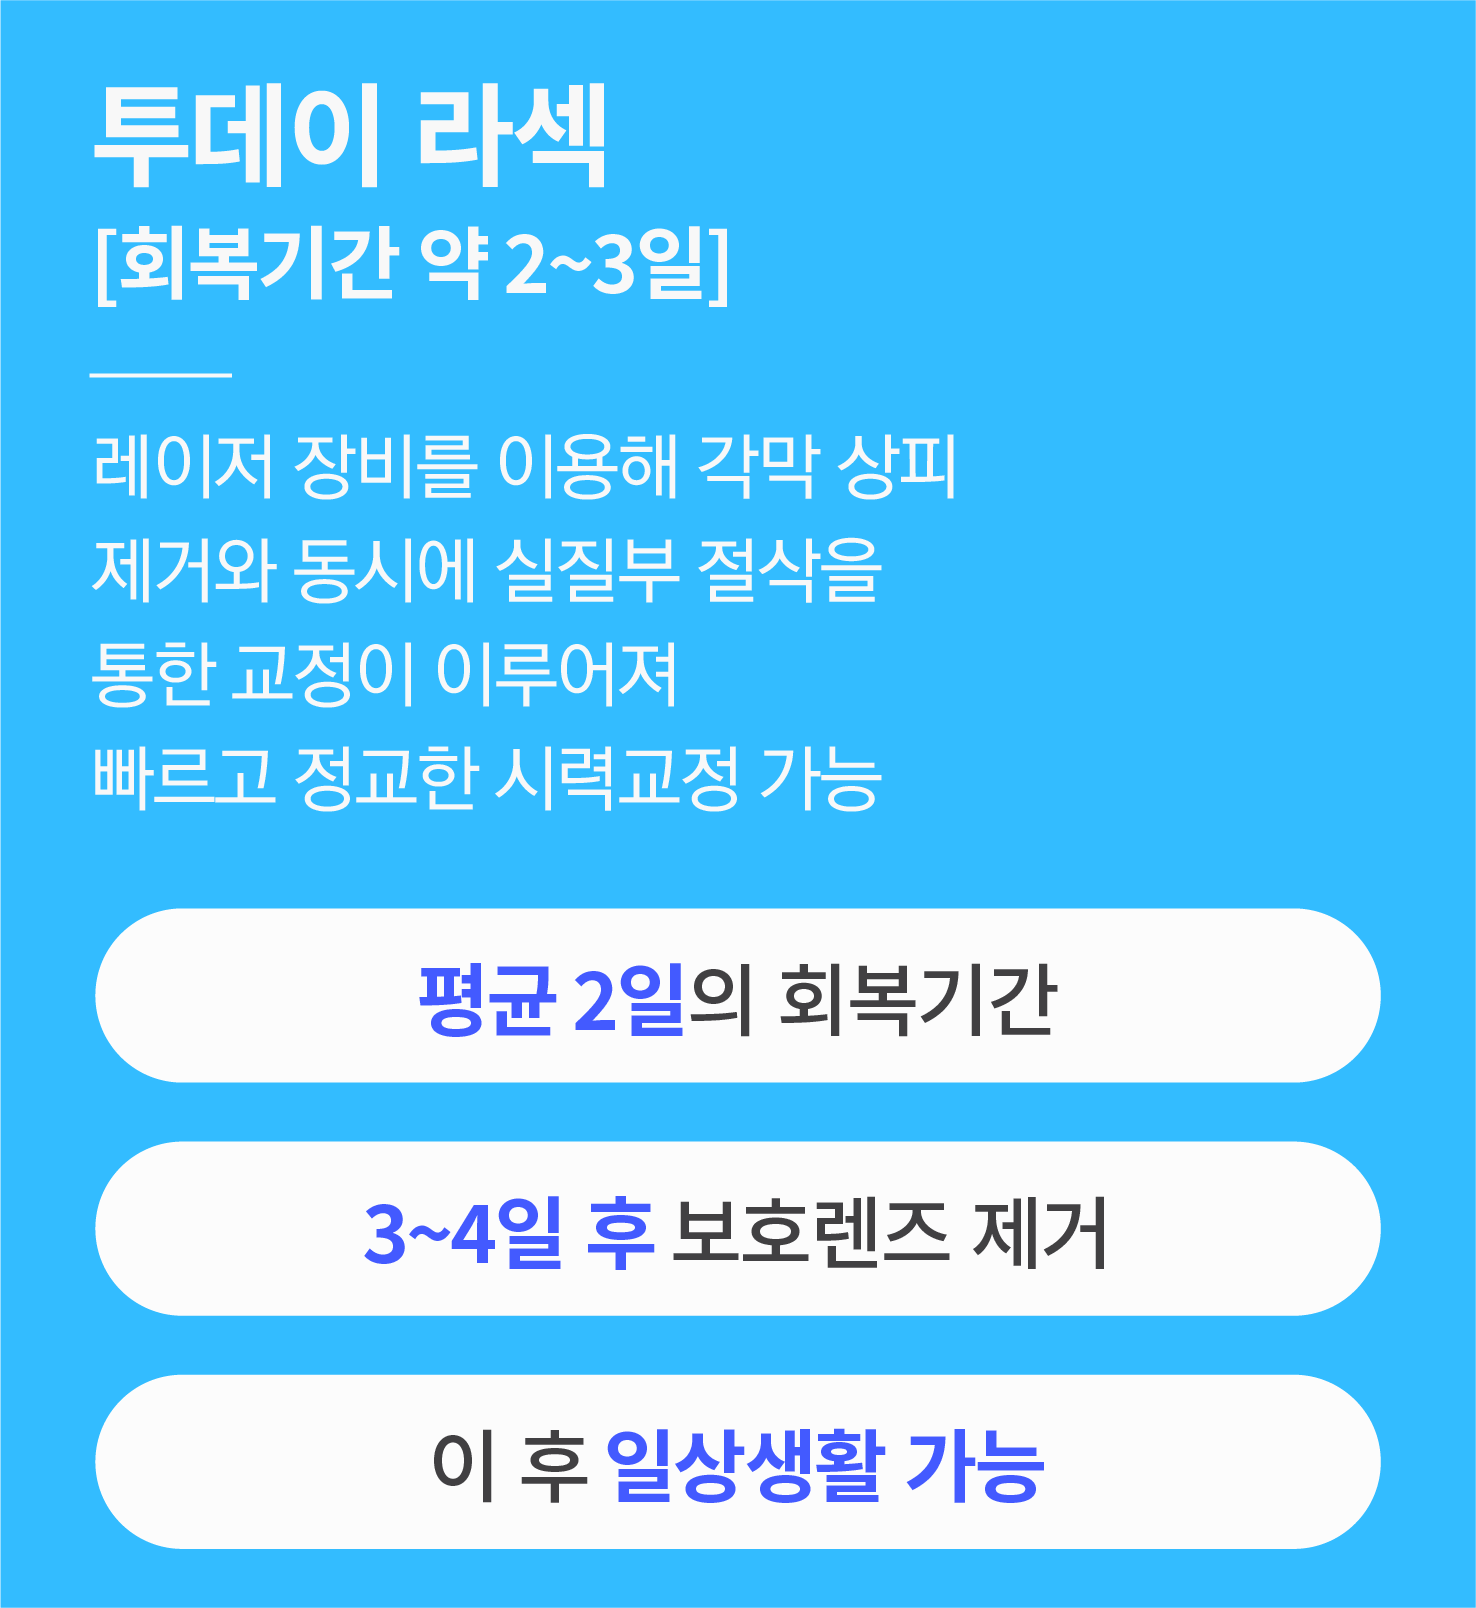 투데이 라섹
[회복기간 약 2~3일]
레이저 장비를 이용해 각막 상피
제거와 동시에 실질부 절삭을
통한 교정이 이루어져
빠르고 정교한 시력교정 가능
평균 2일의 회복기간
3~4일 후 보호렌즈 제거
이 후 일상생활 가능